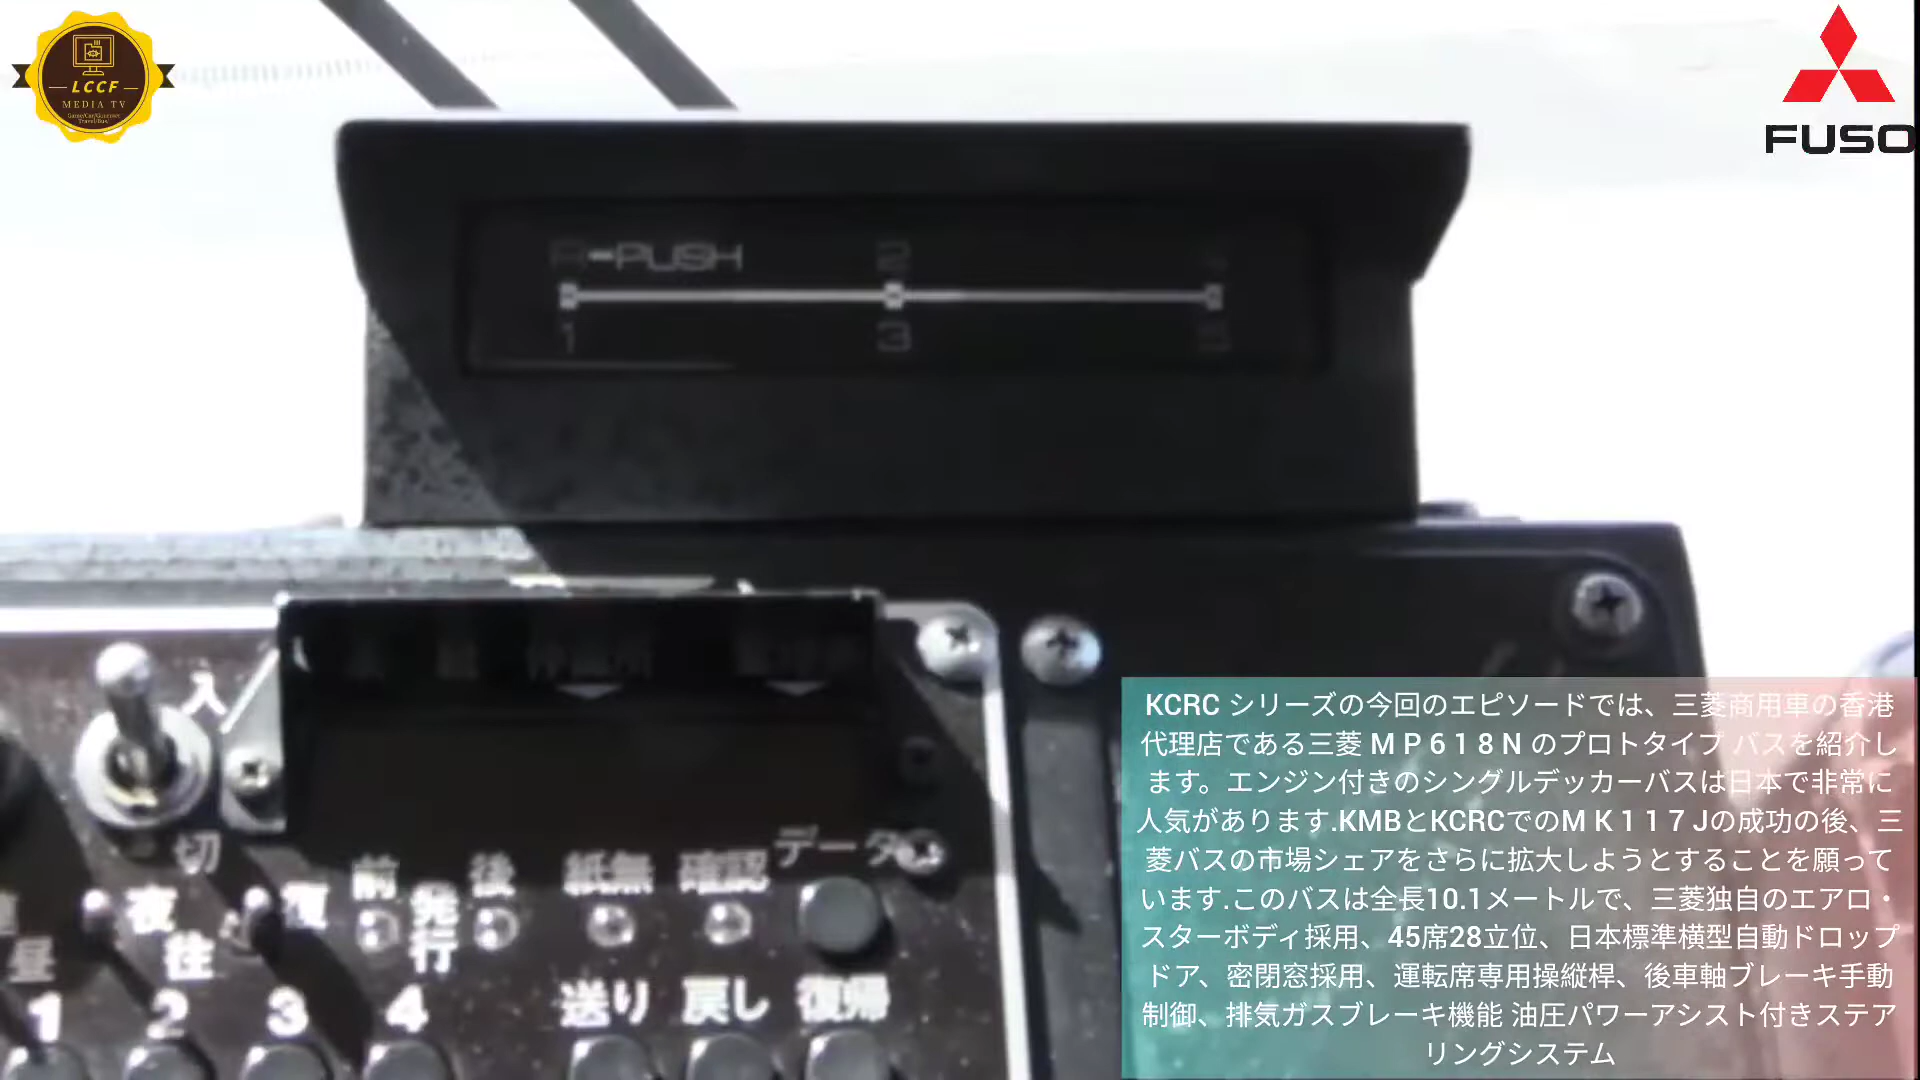 LCCF
MEDIA TV
Game/Car/Gourmet
Travel/Bus/
FUSO
R-PUSH
2
4
1
3
5
入
切
データ
前
後
紙無
確認
発行
夜
復
昼
往
1
2
3
4
送り
戻し
復帰
KCRC シリーズの今回のエピソードでは、三菱商用車の香港
代理店である三菱 M P 6 1 8 N のプロトタイプ バスを紹介し
ます。エンジン付きのシングルデッカーバスは日本で非常に
人気があります.KMBとKCRCでのM K 1 1 7 Jの成功の後、三
菱バスの市場シェアをさらに拡大しようとすることを願って
います.このバスは全長10.1メートルで、三菱独自のエアロ・
スターボディ採用、45席28立位、日本標準横型自動ドロップ
ドア、密閉窓採用、運転席専用操縦桿、後車軸ブレーキ手動
制御、排気ガスブレーキ機能 油圧パワーアシスト付きステア
リングシステム